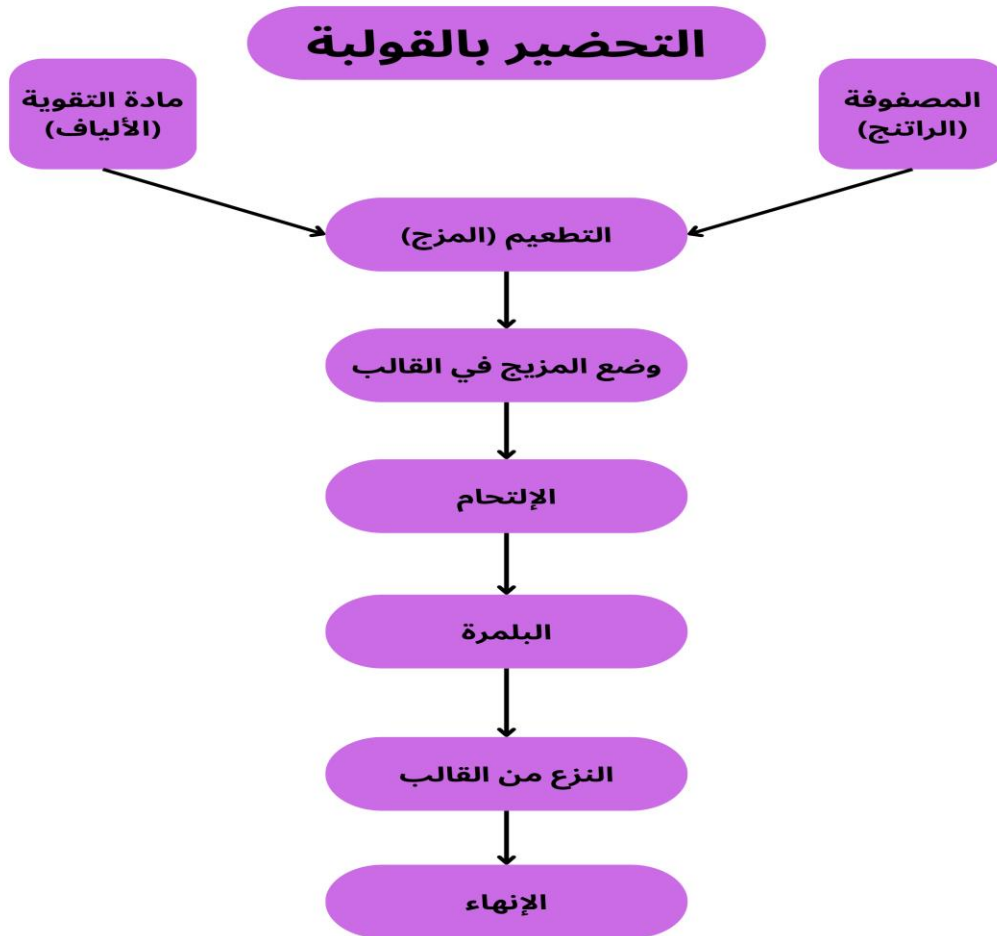 التحضير بالقولبة
المصفوفة
(الراتنج)
مادة التقوية
(الألياف)
التطعيم (المزج)
وضع المزيج في القالب
الإلتحام
البلمرة
النزع من القالب
الإنهاء